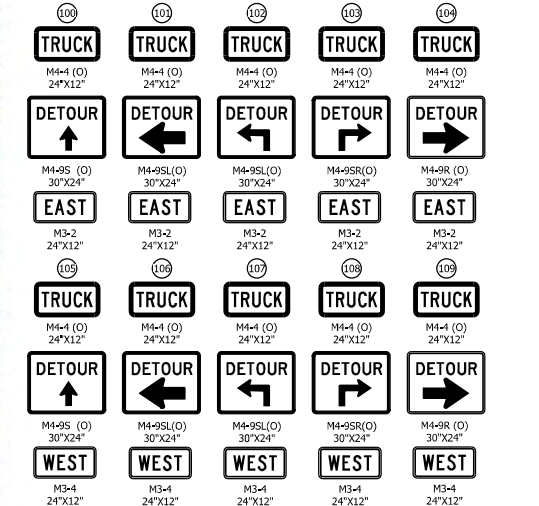 100 101 102 103 104
TRUCK TRUCK TRUCK TRUCK TRUCK
M4-4 (O) M4-4 (O) M4-4 (O) M4-4 (O) M4-4 (O)
24"X12" 24"X12" 24"X12" 24"X12" 24"X12"
DETOUR DETOUR DETOUR DETOUR DETOUR
M4-9S (O) M4-9SL(O) M4-9SL(O) M4-9SR(O) M4-9R (O)
30"X24" 30"X24" 30"X24" 30"X24" 30"X24"
EAST EAST EAST EAST EAST
M3-2 M3-2 M3-2 M3-2 M3-2
24"X12" 24"X12" 24"X12" 24"X12" 24"X12"
105 106 107 108 109
TRUCK TRUCK TRUCK TRUCK TRUCK
M4-4 (O) M4-4 (O) M4-4 (O) M4-4 (O) M4-4 (O)
24"X12" 24"X12" 24"X12" 24"X12" 24"X12"
DETOUR DETOUR DETOUR DETOUR DETOUR
M4-9S (O) M4-9SL(O) M4-9SL(O) M4-9SR(O) M4-9R (O)
30"X24" 30"X24" 30"X24" 30"X24" 30"X24"
WEST WEST WEST WEST WEST
M3-4 M3-4 M3-4 M3-4 M3-4
24"X12" 24"X12" 24"X12" 24"X12" 24"X12"